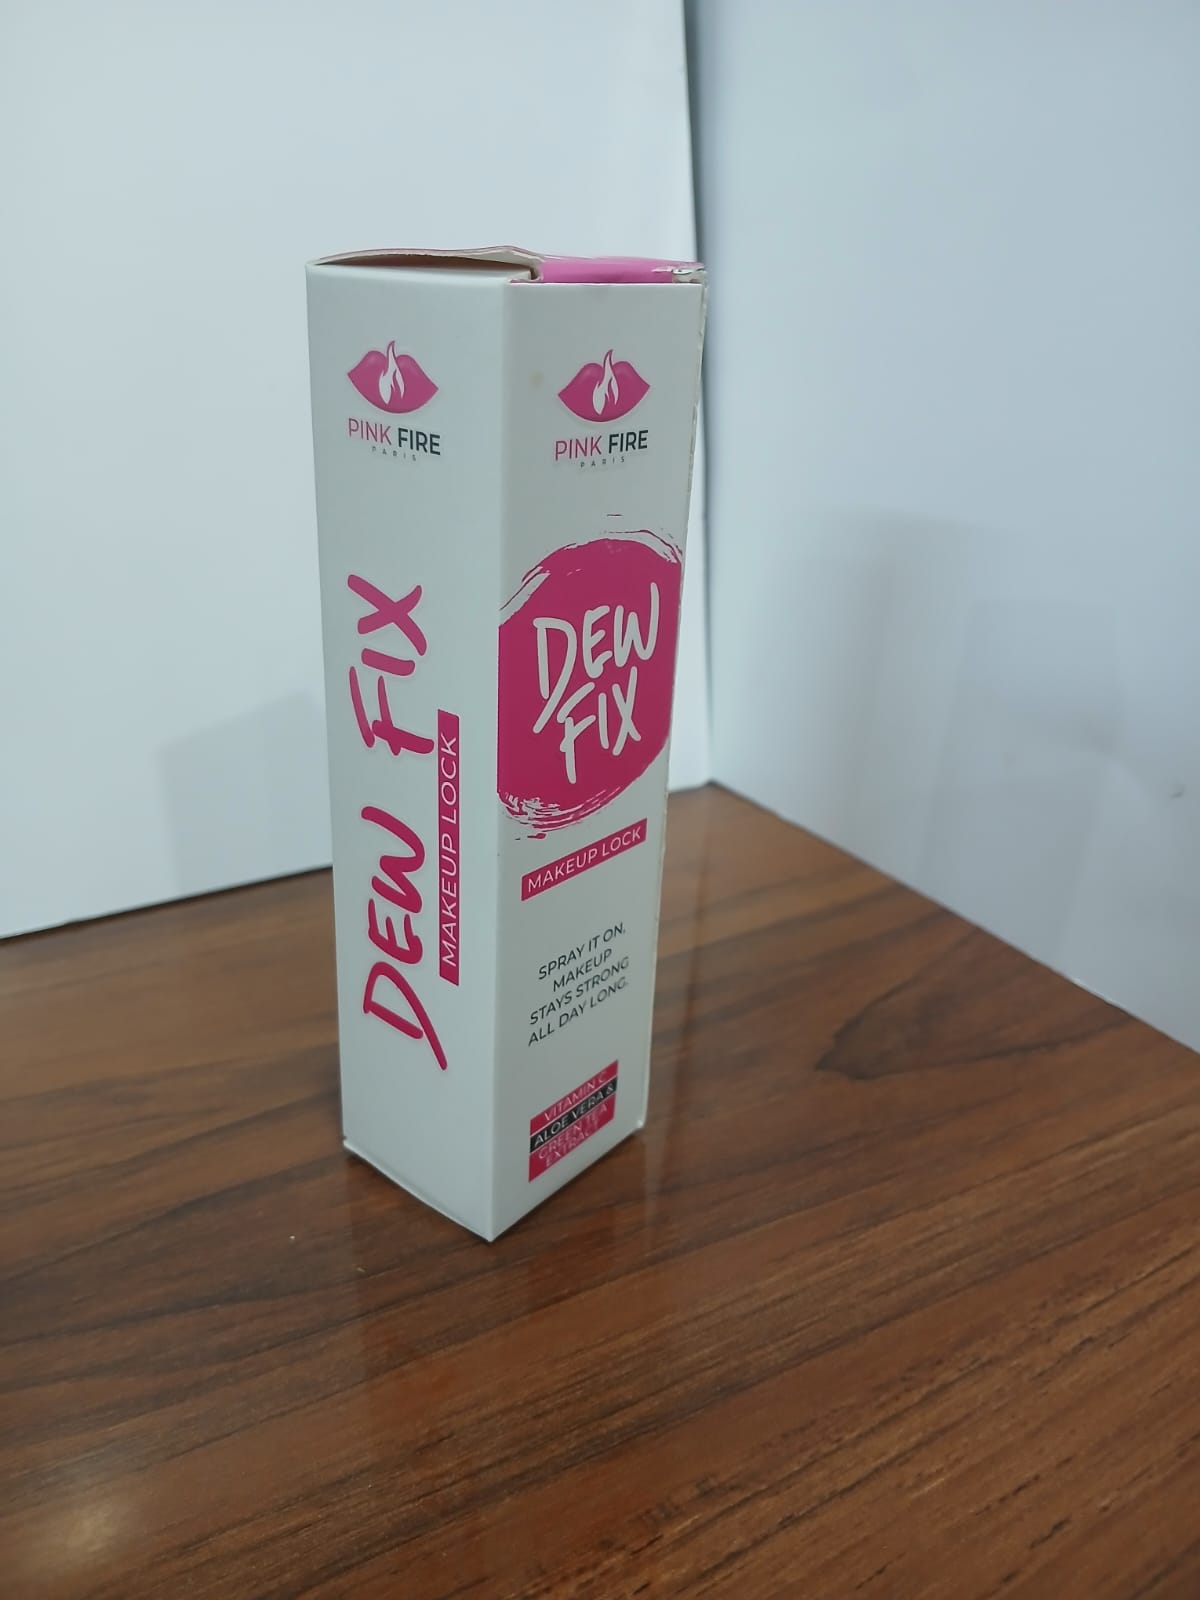 PINK FIRE
PARIS
DEW FIX
MAKEUP LOCK
PINK FIRE
PARIS
DEW
FIX
MAKEUP LOCK
SPRAY IT ON,
MAKEUP
STAYS STRONG
ALL DAY LONG.
VITAMIN C
ALOE VERA &
GREEN TEA
EXTRACT